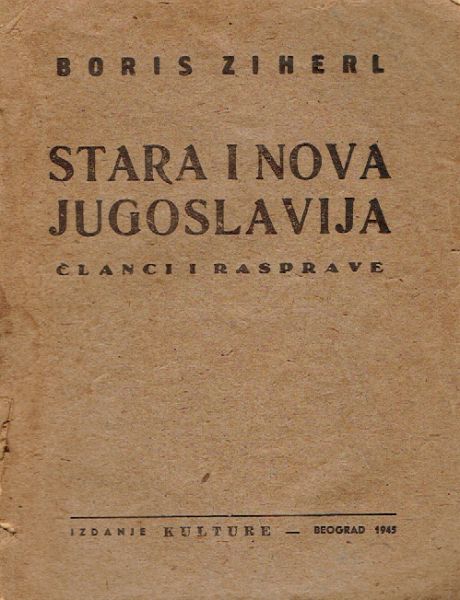 BORIS ZIHERL
STARA I NOVA
JUGOSLAVIJA
ČLANCI I RASPRAVE
IZDANJE KULTURE — BEOGRAD 1945